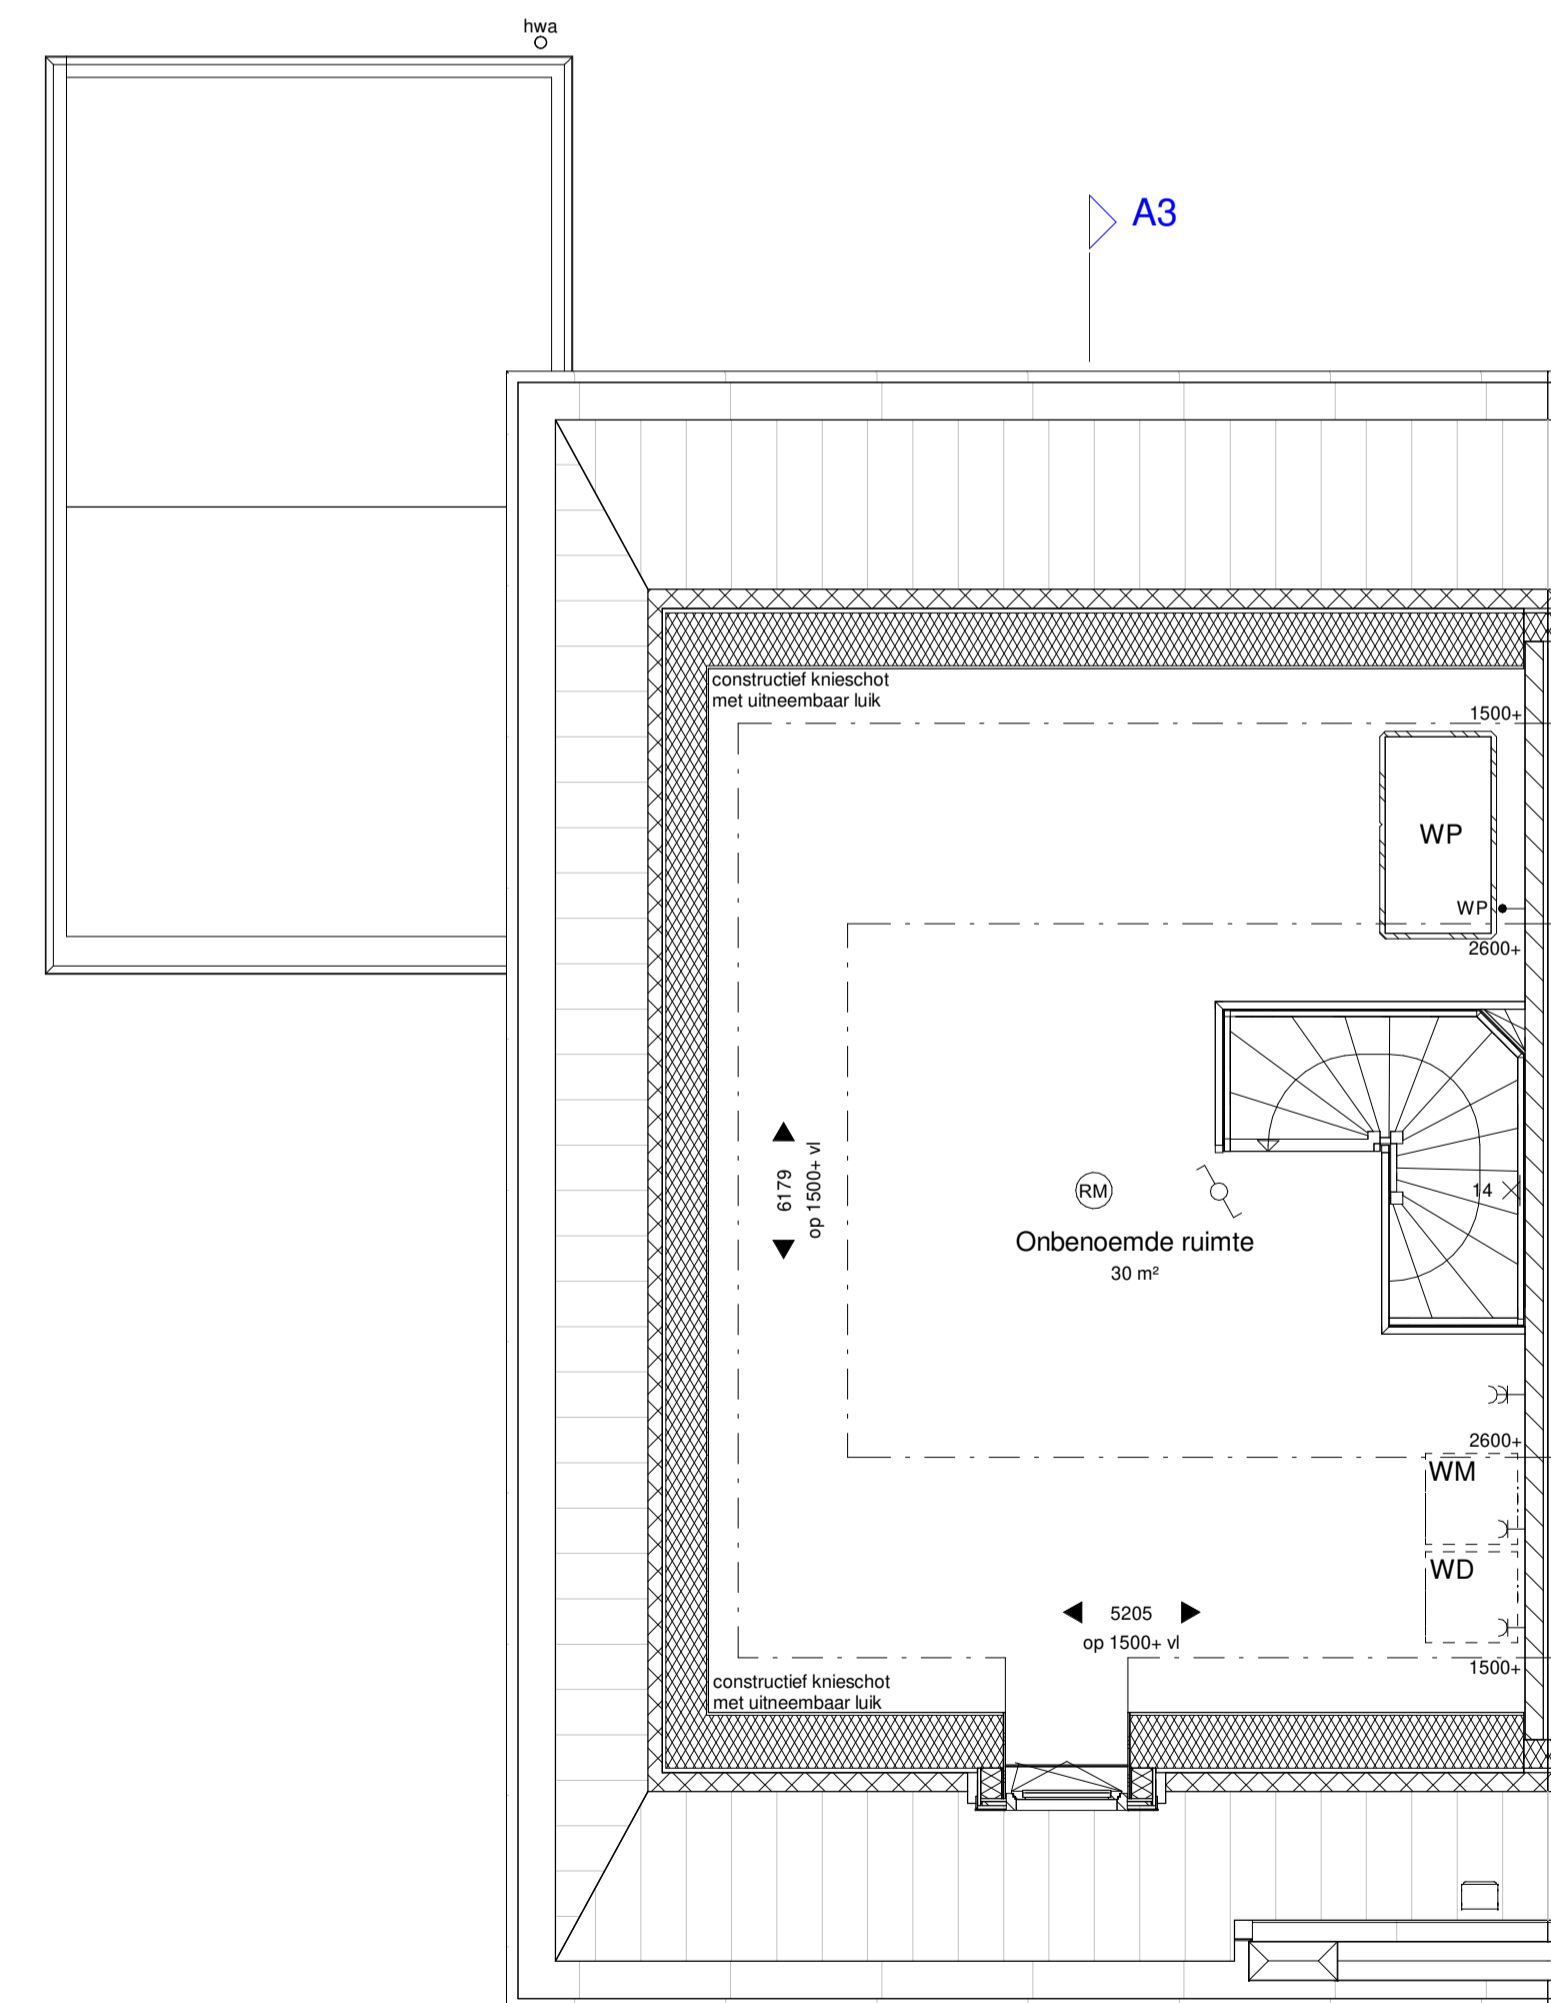 hwa
A3
constructief knieschot
met uitneembaar luik
1500+
WP
WP
2600+
6179
op 1500+ vl
RM
14
Onbenoemde ruimte
30 m²
2600+
WM
WD
5205
op 1500+ vl
1500+
constructief knieschot
met uitneembaar luik